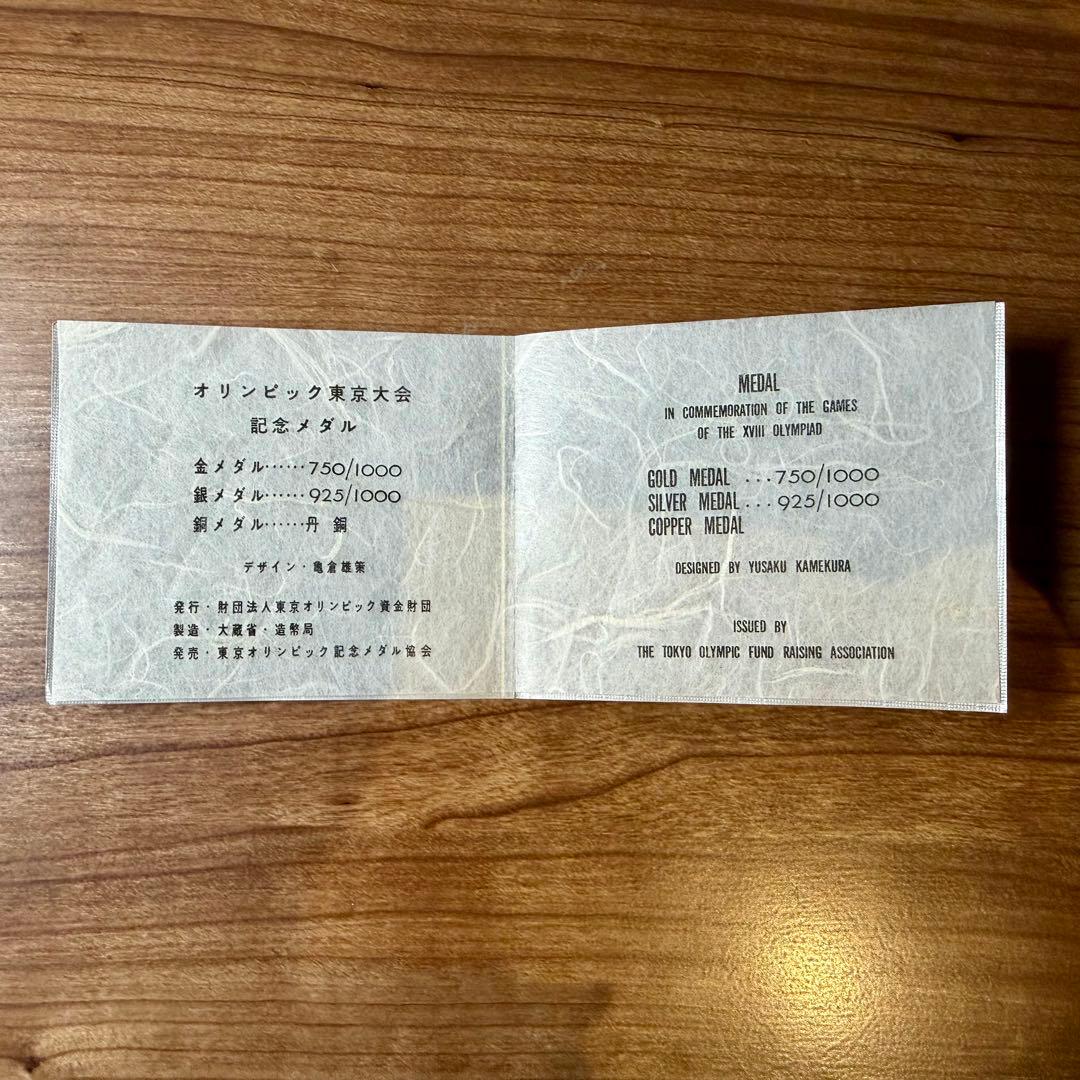 オリンピック東京大会
記念メダル
金メダル……750/1000
銀メダル……925/1000
銅メダル……丹 銅
デザイン・亀倉雄策
発行・財団法人東京オリンピック資金財団
製造・大蔵省・造幣局
発売・東京オリンピック記念メダル協会
MEDAL
IN COMMEMORATION OF THE GAMES
OF THE XVIII OLYMPIAD
GOLD MEDAL ...750/1000
SILVER MEDAL...925/1000
COPPER MEDAL
DESIGNED BY YUSAKU KAMEKURA
ISSUED BY
THE TOKYO OLYMPIC FUND RAISING ASSOCIATION